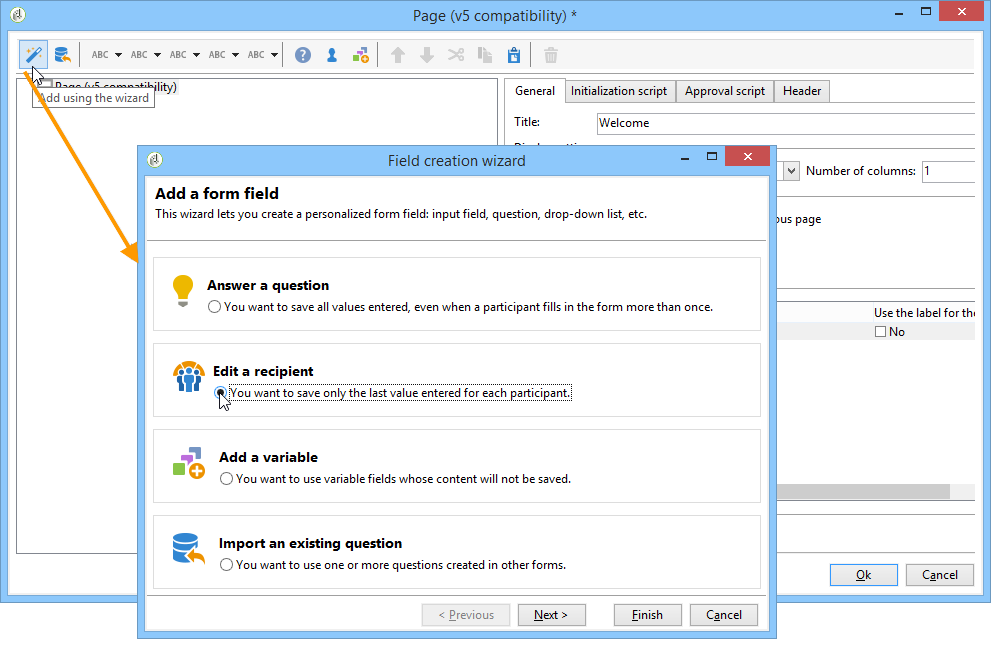 Page (v5 compatibility) *
ABC ABC ABC ABC ABC
Page (v5 compatibility)
Add using the wizard
General Initialization script Approval script Header
Title: Welcome
Number of columns: 1
page
Use the label for the
No
Ok Cancel
Field creation wizard
Add a form field
This wizard lets you create a personalized form field: input field, question, drop-down list, etc.
Answer a question
You want to save all values entered, even when a participant fills in the form more than once.
Edit a recipient
You want to save only the last value entered for each participant.
Add a variable
You want to use variable fields whose content will not be saved.
Import an existing question
You want to use one or more questions created in other forms.
< Previous Next > Finish Cancel